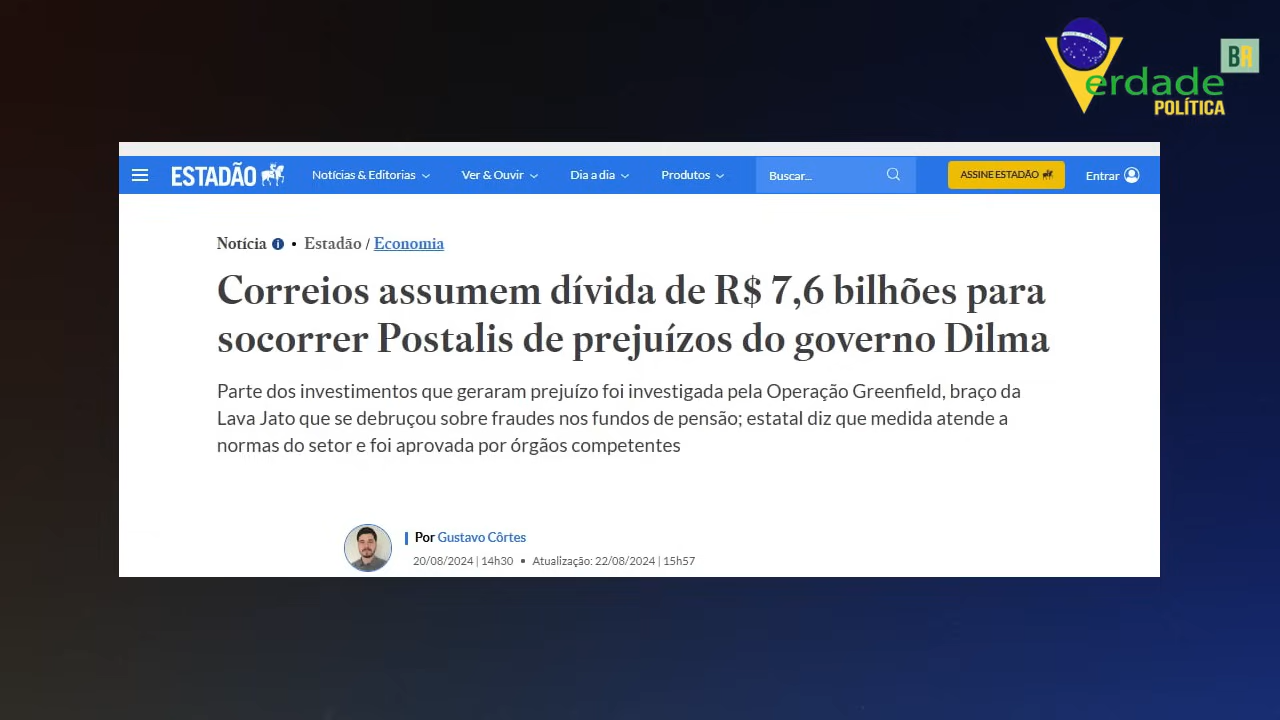 BA
Verdade
POLÍTICA
ESTADÃO
Notícias & Editorias
Ver & Ouvir
Dia a dia
Produtos
Buscar...
ASSINE ESTADÃO
Entrar
Notícia i • Estadão / Economia
Correios assumem dívida de R$ 7,6 bilhões para
socorrer Postalis de prejuízos do governo Dilma
Parte dos investimentos que geraram prejuízo foi investigada pela Operação Greenfield, braço da
Lava Jato que se debruçou sobre fraudes nos fundos de pensão; estatal diz que medida atende a
normas do setor e foi aprovada por órgãos competentes
Por Gustavo Côrtes
20/08/2024 | 14h30 • Atualização: 22/08/2024 | 15h57